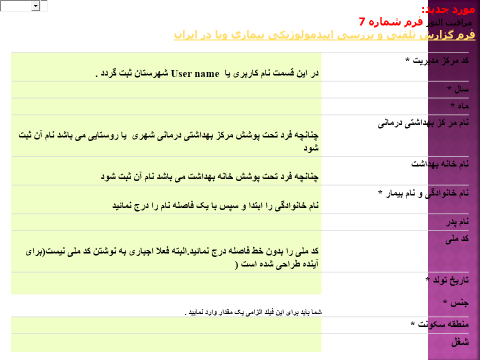 مورد جدید:
مراقبت التور فرم شماره 7
فرم گزارش تلفنی و بررسی اپیدمولوژیکی بیماری وبا در ایران
کد مرکز مدیریت *
در این قسمت نام کاربری یا User name شهرستان ثبت گردد .
سال *
ماه *
نام مرکز بهداشتی درمانی
چنانچه فرد تحت پوشش مرکز بهداشتی درمانی شهری یا روستایی می باشد نام آن ثبت
شود
نام خانه بهداشت
چنانچه فرد تحت پوشش خانه بهداشت می باشد نام آن ثبت شود
نام خانوادگی و نام بیمار *
نام خانوادگی را ابتدا و سپس با یک فاصله نام را درج نمائید
نام پدر
کد ملی
کد ملی را بدون خط فاصله درج نمائید.البته فعلا اجباری به نوشتن کد ملی نیست(برای
آینده طراحی شده است (
تاریخ تولد *
جنس *
شما باید برای این فیلد الزامی یک مقدار وارد نمایید .
منطقه سکونت *
شغل